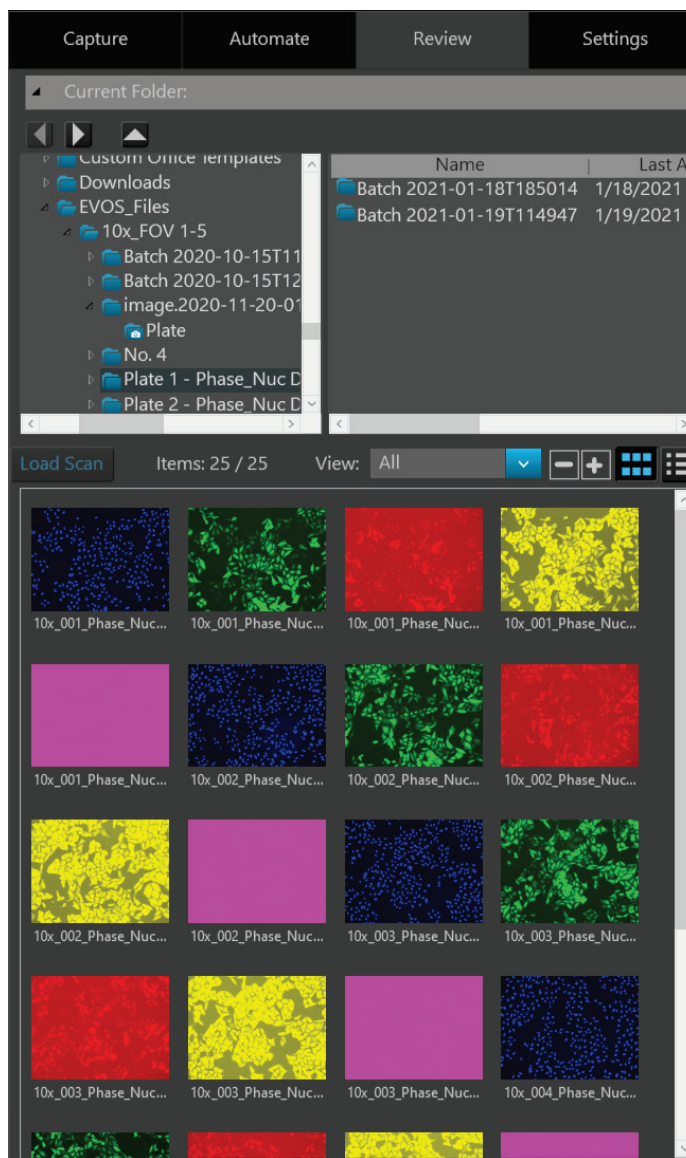 Capture Automate Review Settings
Current Folder:
Custom Office Templates
Downloads
EVOS_Files
10x_FOV 1-5
Batch 2020-10-15T11
Batch 2020-10-15T12
image.2020-11-20-01
Plate
No. 4
Plate 1 - Phase_Nuc D
Plate 2 - Phase_Nuc D
Name Last A
Batch 2021-01-18T185014 1/18/2021
Batch 2021-01-19T114947 1/19/2021
Load Scan Items: 25 / 25 View: All
10x_001_Phase_Nuc... 10x_001_Phase_Nuc... 10x_001_Phase_Nuc... 10x_001_Phase_Nuc...
10x_001_Phase_Nuc... 10x_002_Phase_Nuc... 10x_002_Phase_Nuc... 10x_002_Phase_Nuc...
10x_002_Phase_Nuc... 10x_002_Phase_Nuc... 10x_003_Phase_Nuc... 10x_003_Phase_Nuc...
10x_003_Phase_Nuc... 10x_003_Phase_Nuc... 10x_003_Phase_Nuc... 10x_004_Phase_Nuc...